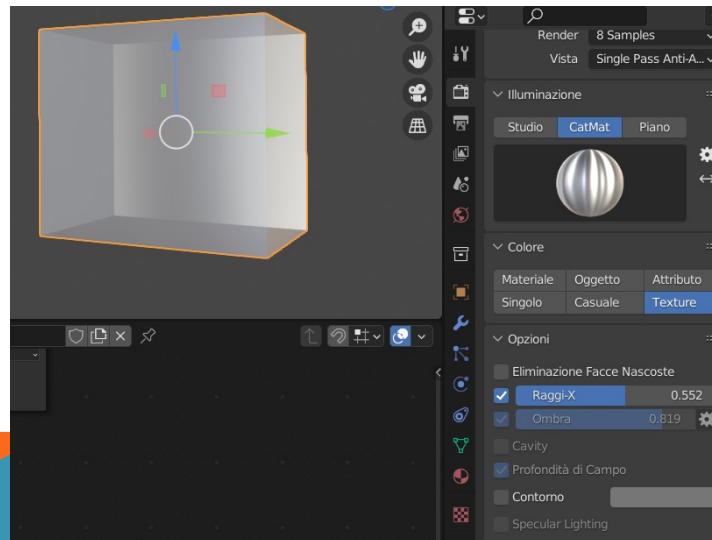 Render 8 Samples
Vista Single Pass Anti-A...
Illuminazione
Studio CatMat Piano
Colore
Materiale Oggetto Attributo
Singolo Casuale Texture
Opzioni
Eliminazione Facce Nascoste
Raggi-X 0.552
Ombra 0.819
Cavity
Profondità di Campo
Contorno
Specular Lighting